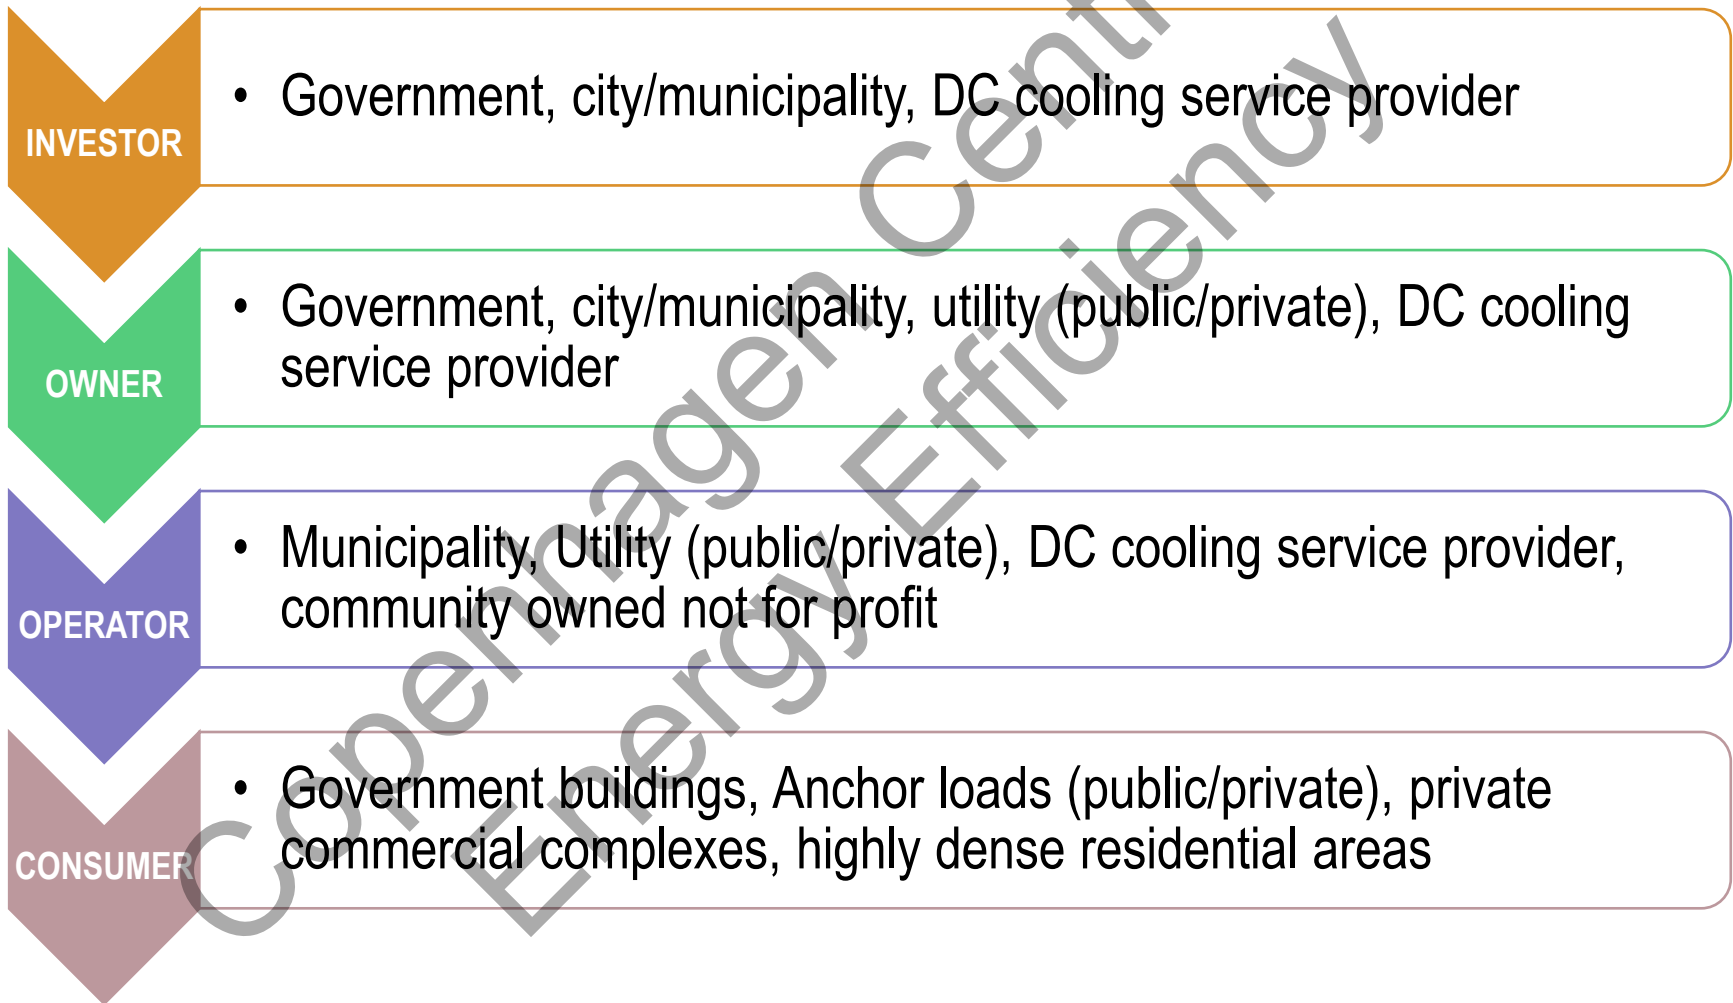 INVESTOR
• Government, city/municipality, DC cooling service provider
OWNER
• Government, city/municipality, utility (public/private), DC cooling
service provider
OPERATOR
• Municipality, Utility (public/private), DC cooling service provider,
community owned not for profit
CONSUMER
• Government buildings, Anchor loads (public/private), private
commercial complexes, highly dense residential areas
Copenhagen
Energy Efficiency